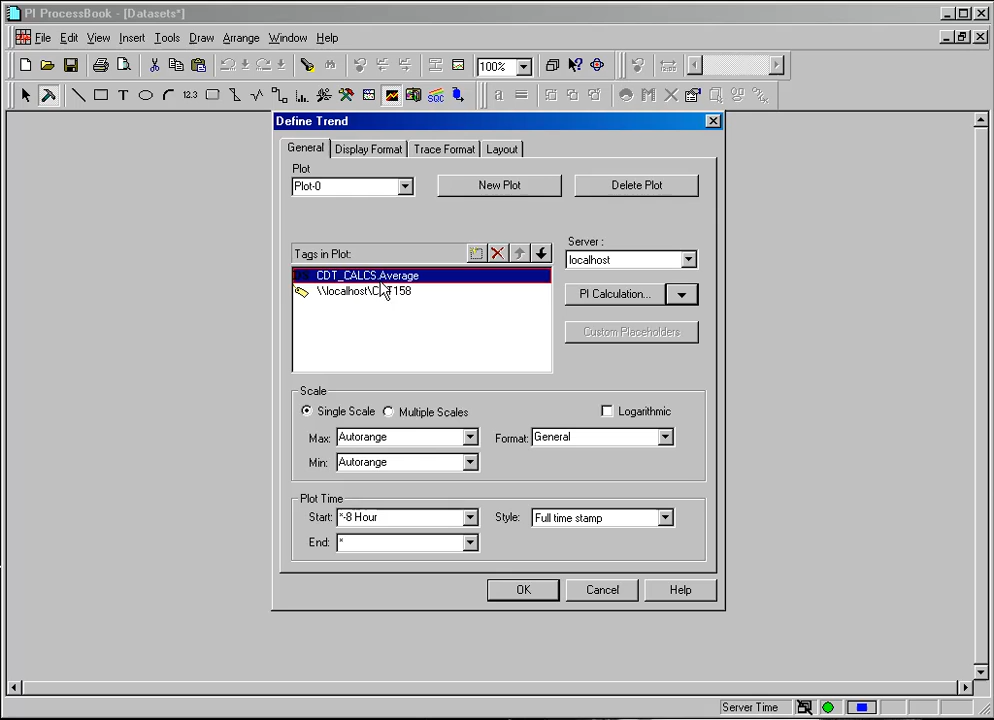 PI ProcessBook - [Datasets*]
File Edit View Insert Tools Draw Arrange Window Help
100%
T 12.3 SQC a
Define Trend
General Display Format Trace Format Layout
Plot
Plot-0 New Plot Delete Plot
Tags in Plot:
Server :
localhost
CDT_CALCS.Average
\\localhost\CDT158
PI Calculation...
Custom Placeholders
Scale
Single Scale Multiple Scales Logarithmic
Max: Autorange Format: General
Min: Autorange
Plot Time
Start: *-8 Hour Style: Full time stamp
End: *
OK Cancel Help
Server Time